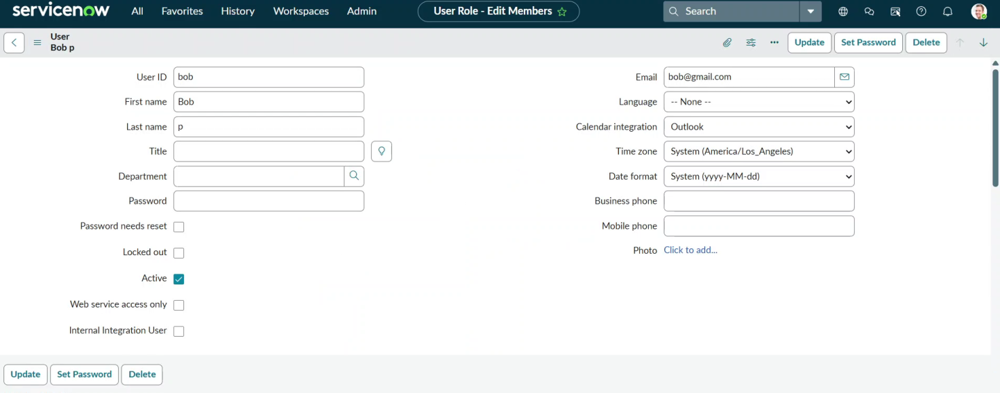 servicenow All Favorites History Workspaces Admin User Role - Edit Members Search
User
Bob p
Update Set Password Delete
User ID bob
First name Bob
Last name p
Title
Department
Password
Password needs reset
Locked out
Active
Web service access only
Internal Integration User
Email bob@gmail.com
Language -- None --
Calendar integration Outlook
Time zone System (America/Los_Angeles)
Date format System (yyyy-MM-dd)
Business phone
Mobile phone
Photo Click to add...
Update Set Password Delete